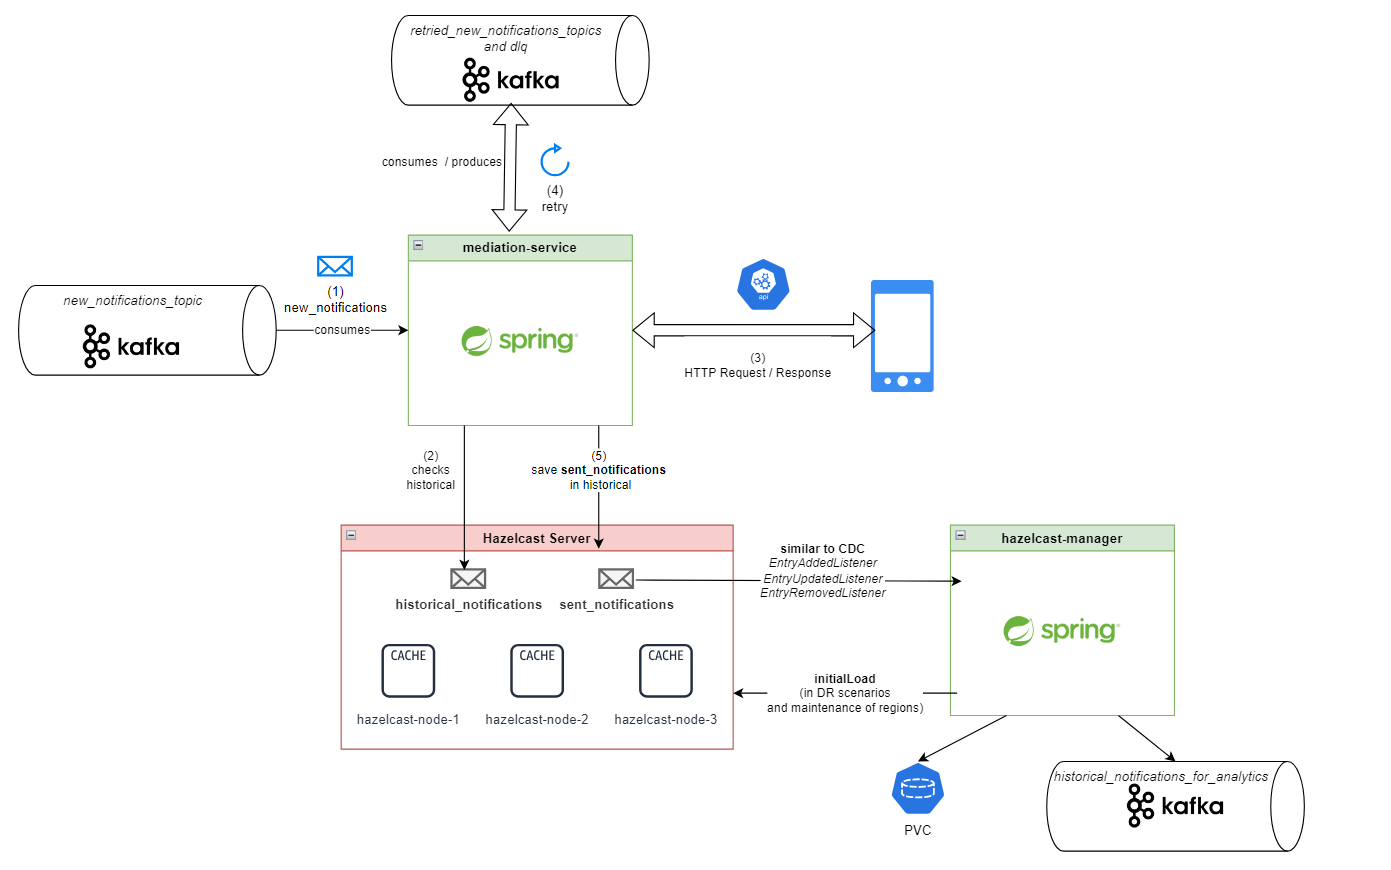 retried_new_notifications_topics
and dlq
kafka
consumes / produces
(4)
retry
mediation-service
spring
new_notifications_topic
kafka
(1)
new_notifications
consumes
api
(3)
HTTP Request / Response
(2)
checks
historical
(5)
save sent_notifications
in historical
Hazelcast Server
historical_notifications
sent_notifications
CACHE
CACHE
CACHE
hazelcast-node-1
hazelcast-node-2
hazelcast-node-3
similar to CDC
EntryAddedListener
EntryUpdatedListener
EntryRemovedListener
hazelcast-manager
spring
initialLoad
(in DR scenarios
and maintenance of regions)
PVC
historical_notifications_for_analytics
kafka